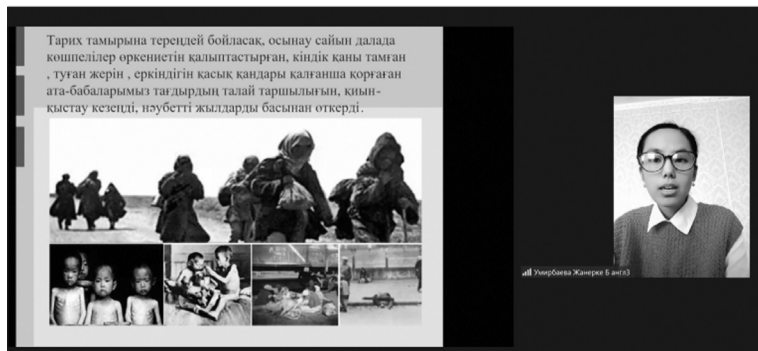 Тарих тамырына тереңдей бойласақ, осынау сайын далада
көшпелілер өркениетін қалыптастырған, кіндік қаны тамған
, туған жерін , еркіндігін қасық қандары қалғанша қорғаған
ата-бабаларымыз тағдырдың талай таршылығын, қиын-
қыстау кезеңді, нәубетті жылдарды басынан өткерді.
Умирбаева Жанерке Б англ3